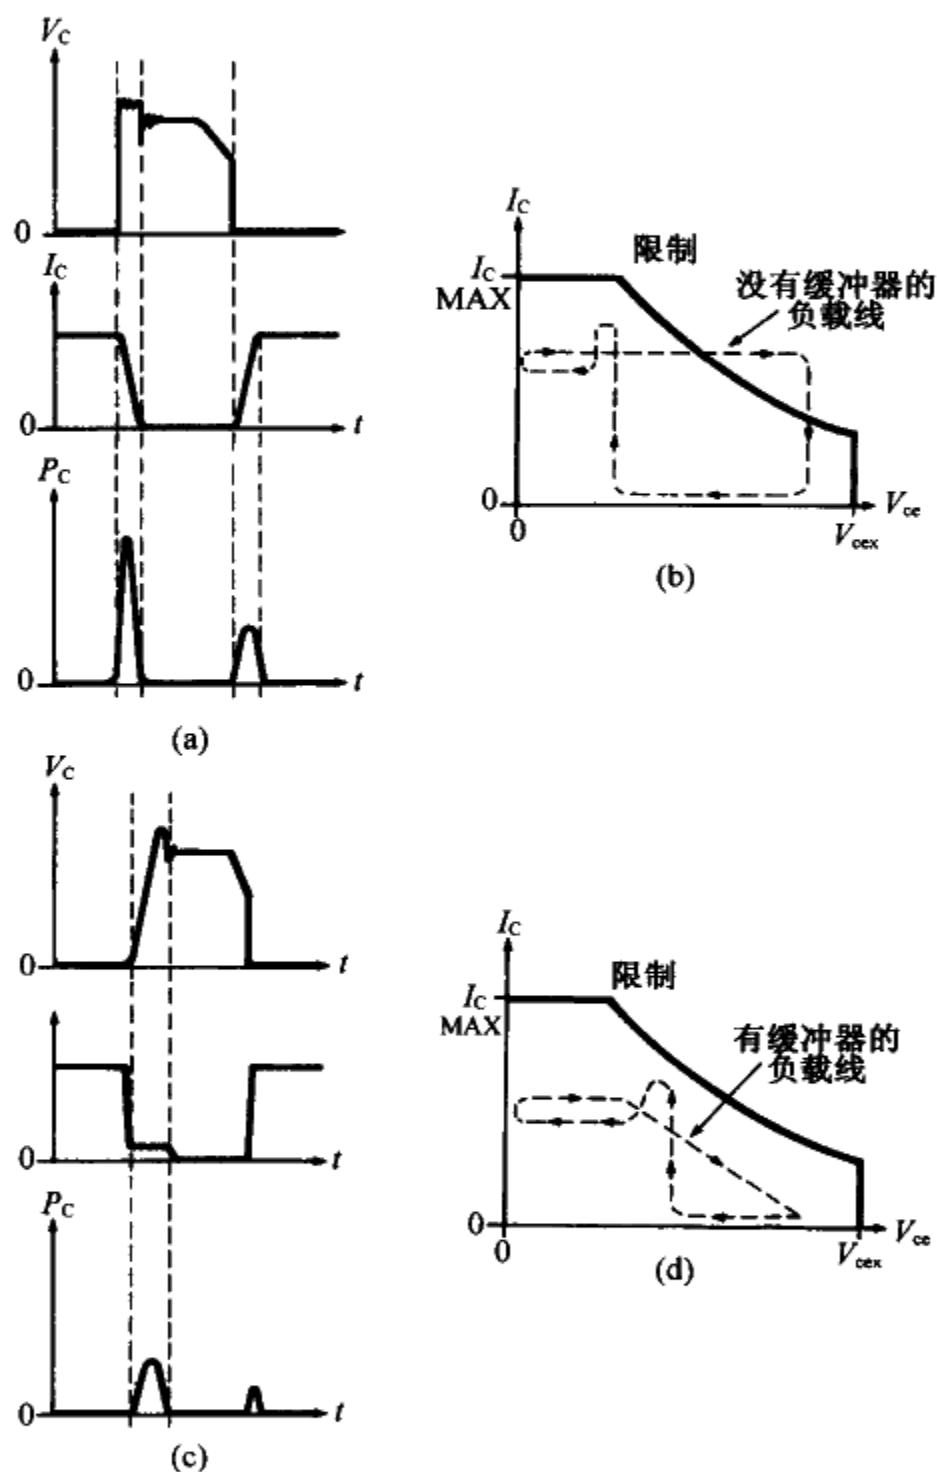 V_C
0
I_C
0
t
P_C
0
t
(a)
I_C
限制
I_C
MAX
没有缓冲器的
负载线
0
0
V_ce
V_cex
(b)
V_C
0
t
0
t
P_C
0
t
(c)
I_C
限制
I_C
MAX
有缓冲器的
负载线
0
0
V_ce
V_cex
(d)